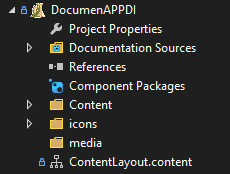 DocumenAPPDI
Project Properties
Documentation Sources
References
Component Packages
Content
icons
media
ContentLayout.content